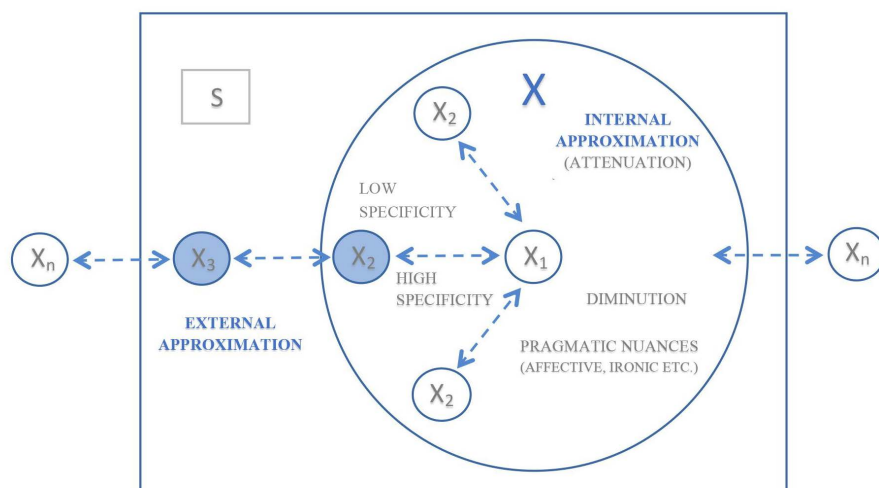 X
S
X2
INTERNAL
APPROXIMATION
(ATTENUATION)
LOW
SPECIFICITY
Xn
X3
X2
X1
Xn
HIGH
SPECIFICITY
DIMINUTION
EXTERNAL
APPROXIMATION
PRAGMATIC NUANCES
(AFFECTIVE, IRONIC ETC.)
X2